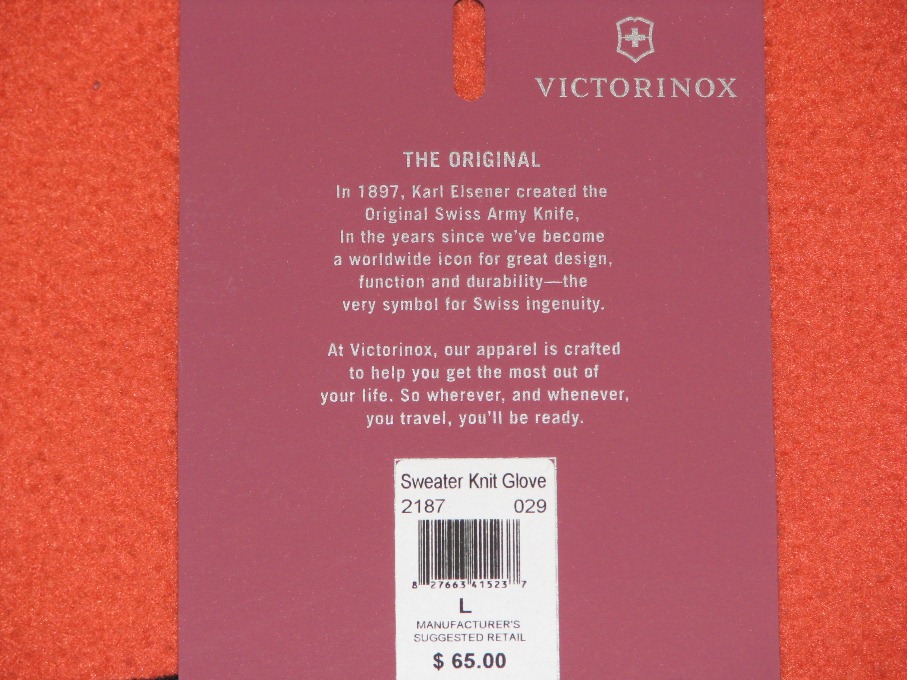 VICTORINOX
THE ORIGINAL
In 1897, Karl Elsener created the
Original Swiss Army Knife,
In the years since we've become
a worldwide icon for great design,
function and durability—the
very symbol for Swiss ingenuity.
At Victorinox, our apparel is crafted
to help you get the most out of
your life. So wherever, and whenever,
you travel, you'll be ready.
Sweater Knit Glove
2187 029
8 27663 41523 7
L
MANUFACTURER'S
SUGGESTED RETAIL
$ 65.00